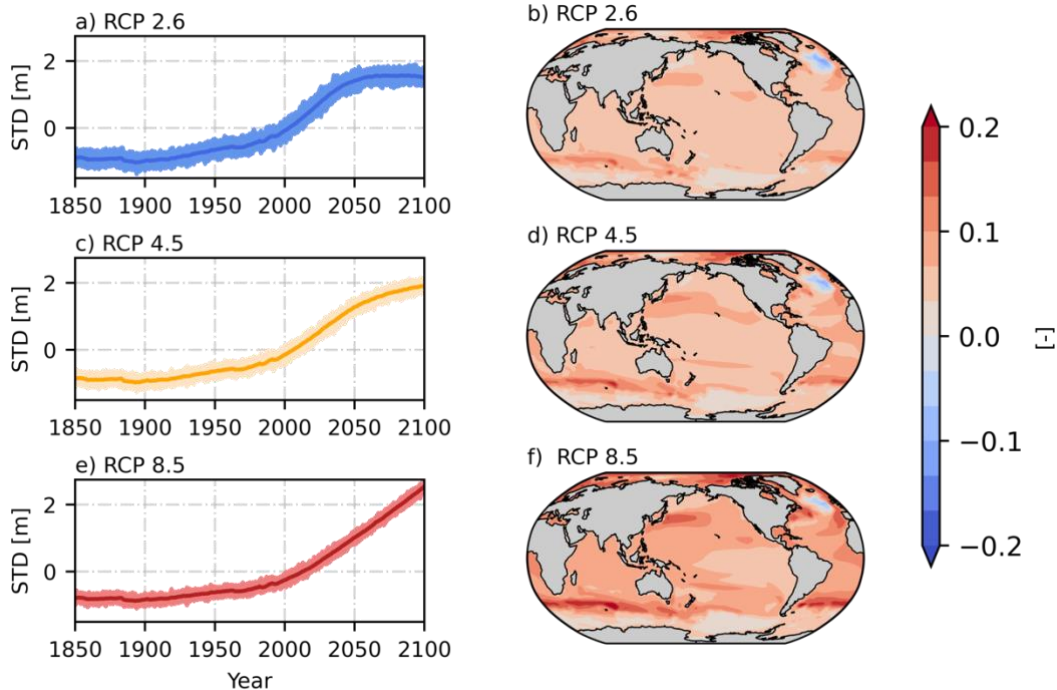 a) RCP 2.6
STD [m]
2
0
1850 1900 1950 2000 2050 2100
b) RCP 2.6
c) RCP 4.5
STD [m]
2
0
1850 1900 1950 2000 2050 2100
d) RCP 4.5
e) RCP 8.5
STD [m]
2
0
1850 1900 1950 2000 2050 2100
Year
f) RCP 8.5
0.2
0.1
0.0
−0.1
−0.2
[-]